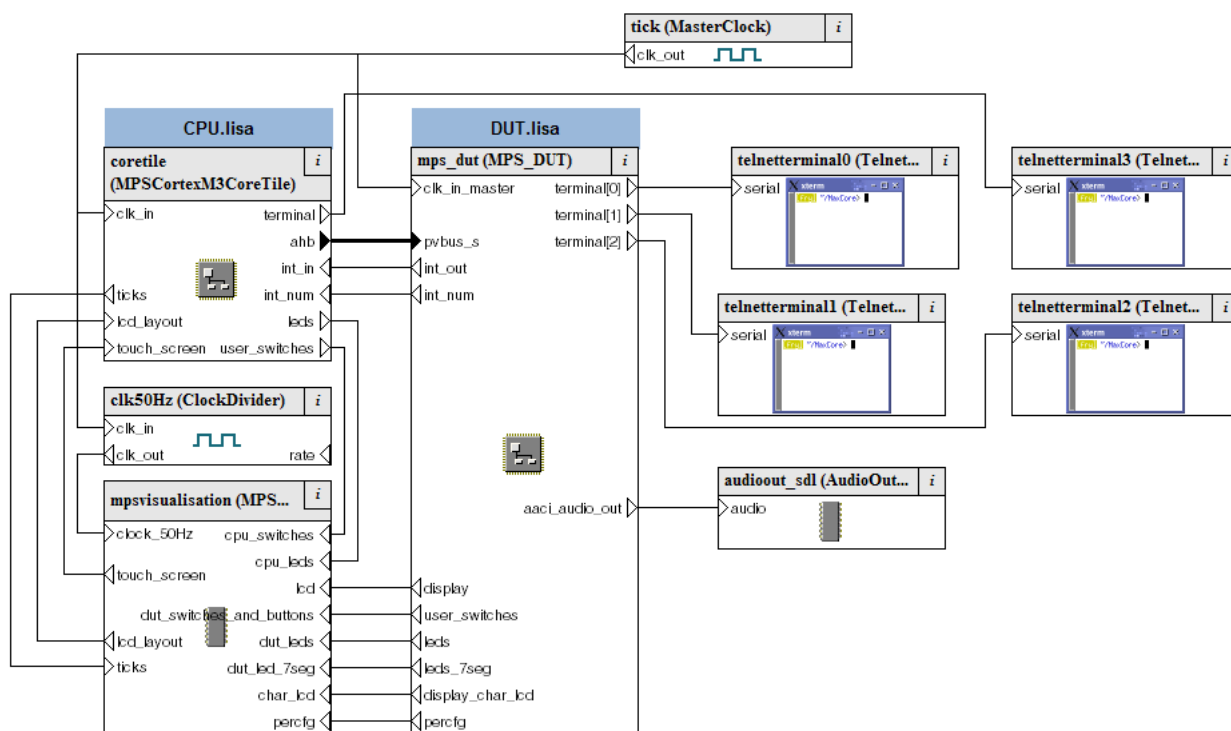 tick (MasterClock) i
clk_out
CPU.lisa
DUT.lisa
coretile i
(MPSCortexM3CoreTile)
clk_in
terminal
ahb
int_in
ticks
int_num
lcd_layout
leds
touch_screen
user_switches
clk50Hz (ClockDivider) i
clk_in
clk_out
rate
mpsvisualisation (MPS... i
clock_50Hz
cpu_switches
cpu_leds
touch_screen
lcd
dut_switches_and_buttons
lcd_layout
dut_leds
ticks
dut_led_7seg
char_lcd
percfg
mps_dut (MPS_DUT) i
clk_in_master
terminal[0]
terminal[1]
pvbus_s
terminal[2]
int_out
int_num
aaci_audio_out
display
user_switches
leds
leds_7seg
display_char_lcd
percfg
telnetterminal0 (Telnet... i
serial
X xterm
"/MaxCore>
telnetterminal3 (Telnet... i
serial
X xterm
"/MaxCore>
telnetterminal1 (Telnet... i
serial
X xterm
"/MaxCore>
telnetterminal2 (Telnet... i
serial
X xterm
"/MaxCore>
audioout_sdl (AudioOut... i
audio